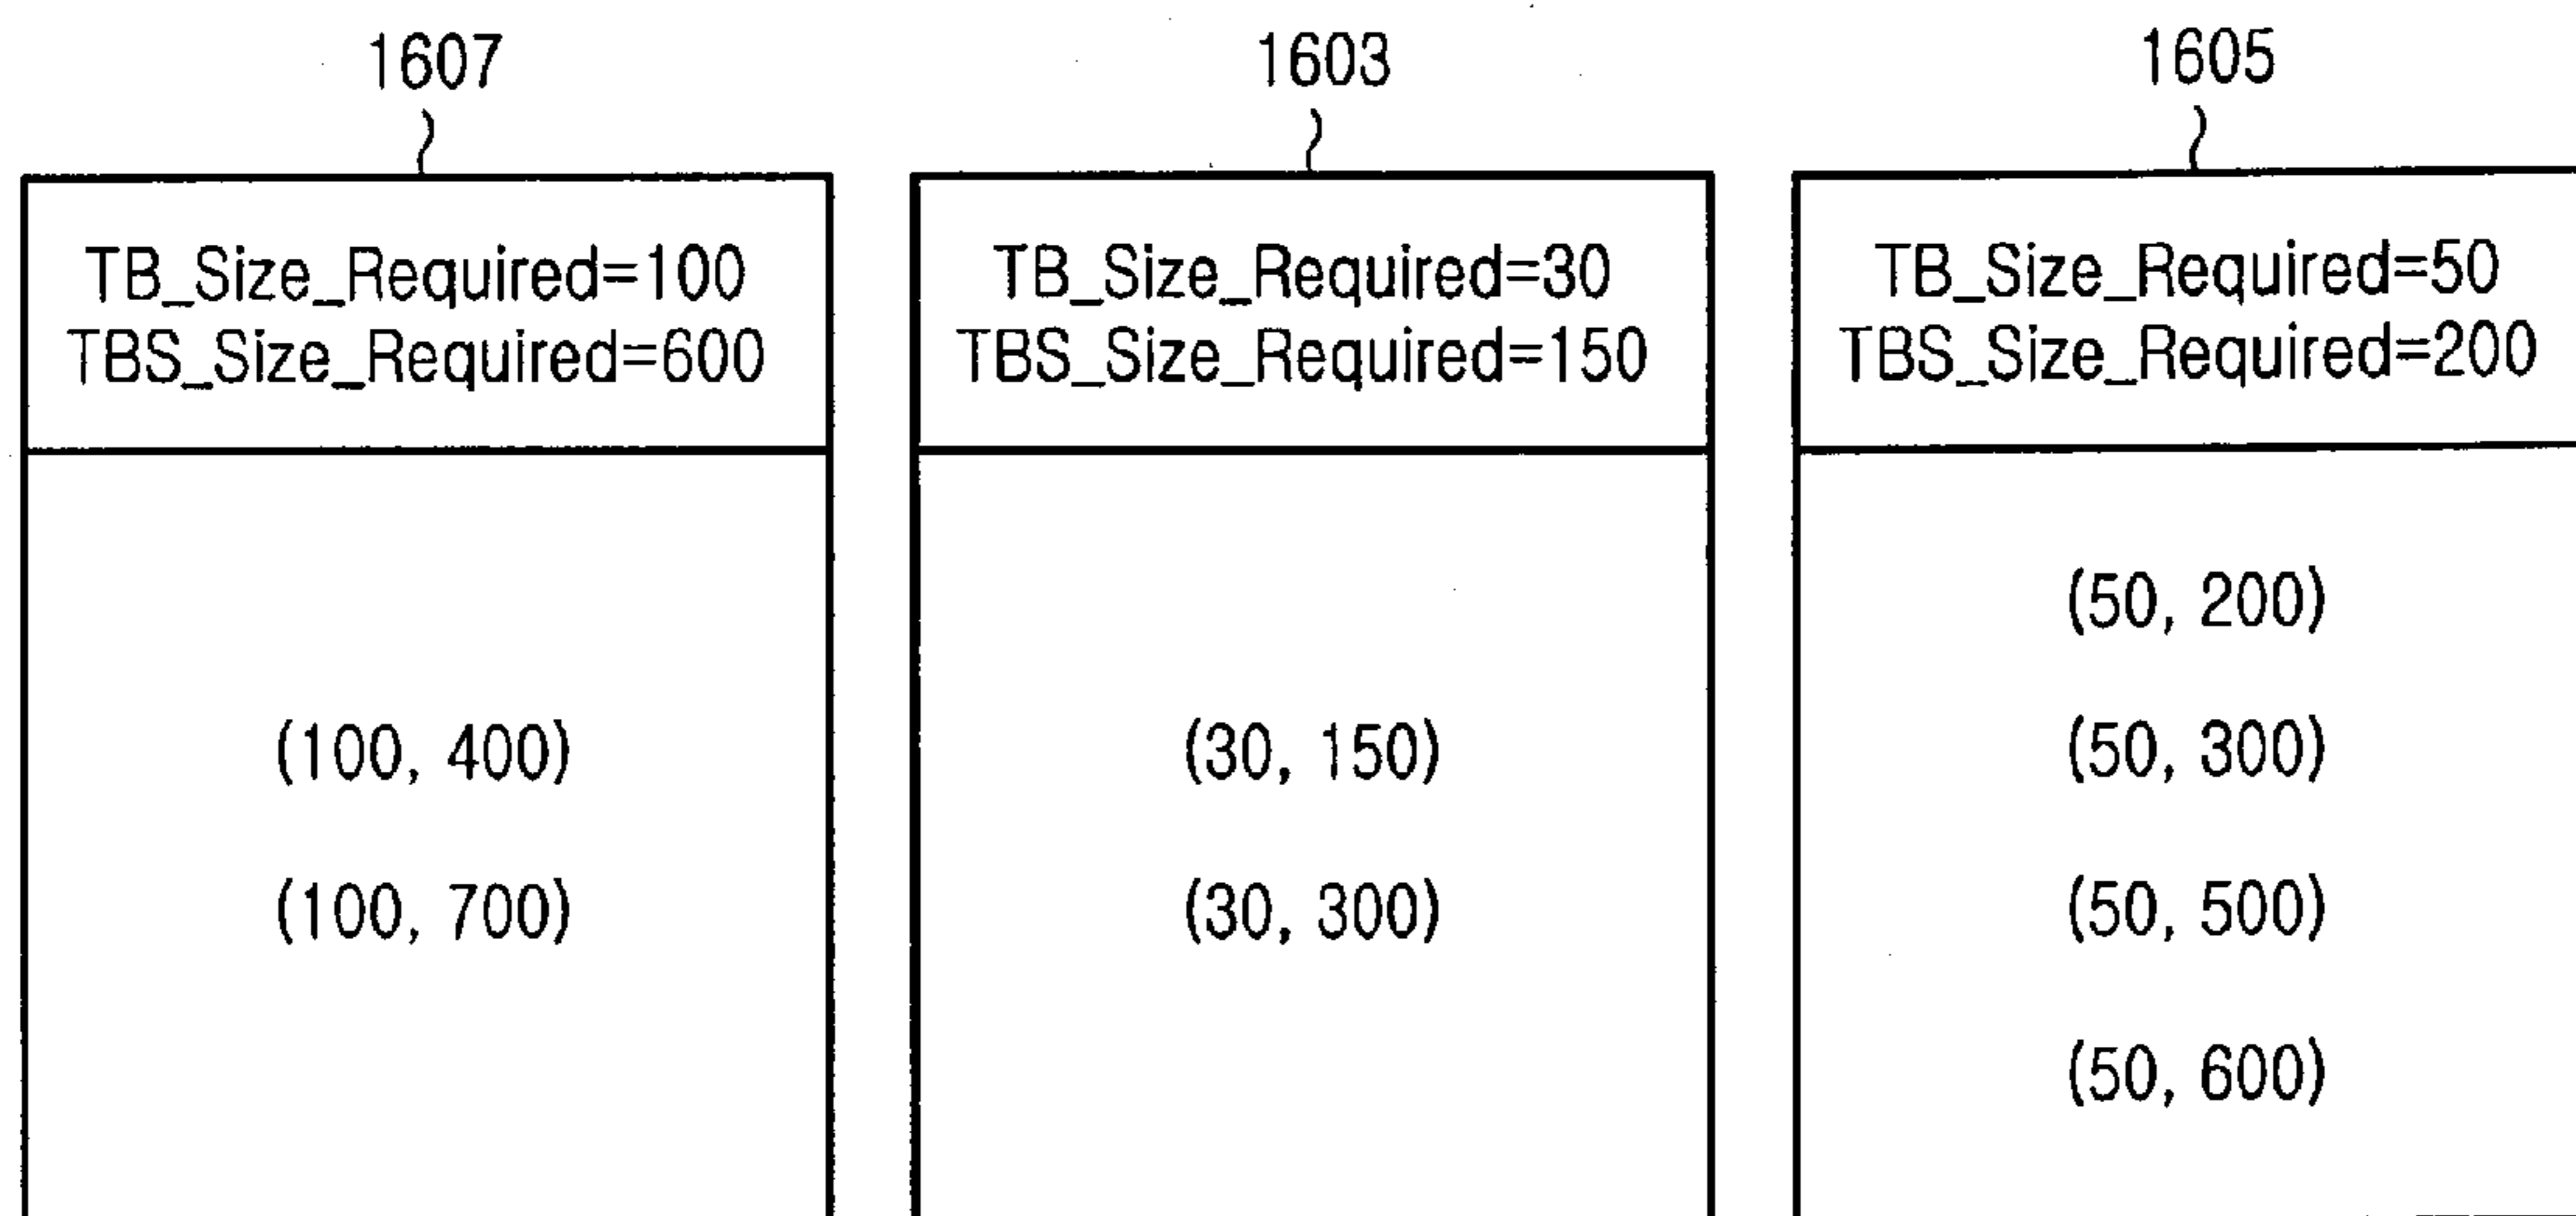 1607
1603
1605
TB_Size_Required=100
TBS_Size_Required=600
TB_Size_Required=30
TBS_Size_Required=150
TB_Size_Required=50
TBS_Size_Required=200
(100, 400)
(100, 700)
(30, 150)
(30, 300)
(50, 200)
(50, 300)
(50, 500)
(50, 600)